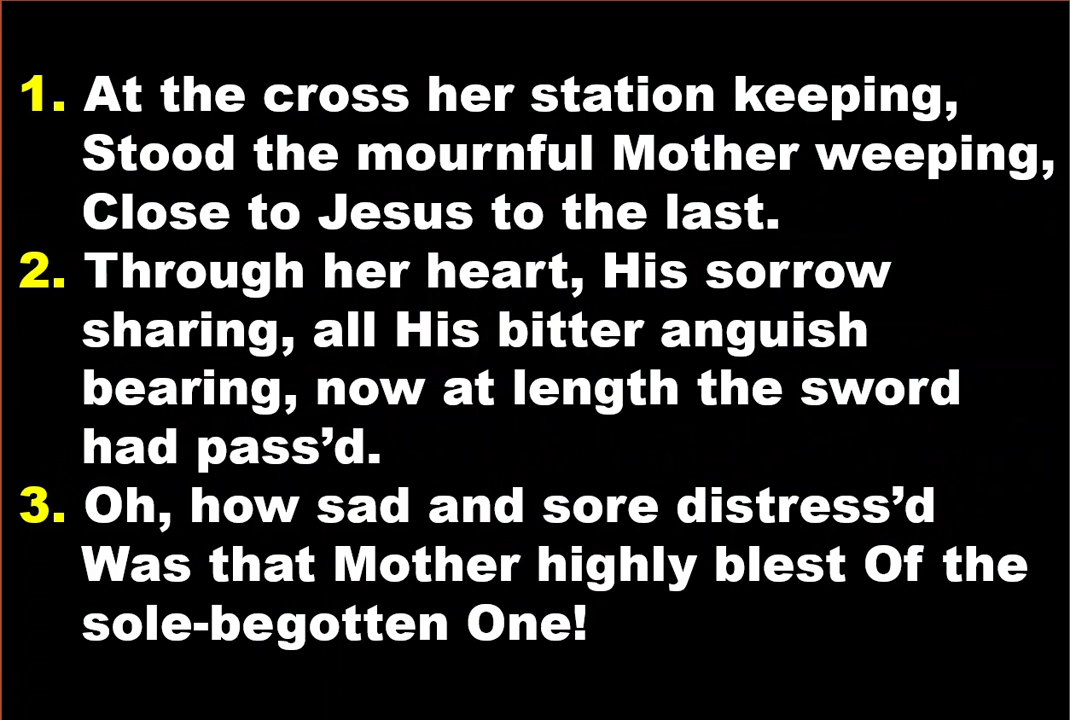 1. At the cross her station keeping,
Stood the mournful Mother weeping,
Close to Jesus to the last.
2. Through her heart, His sorrow
sharing, all His bitter anguish
bearing, now at length the sword
had pass’d.
3. Oh, how sad and sore distress’d
Was that Mother highly blest Of the
sole-begotten One!